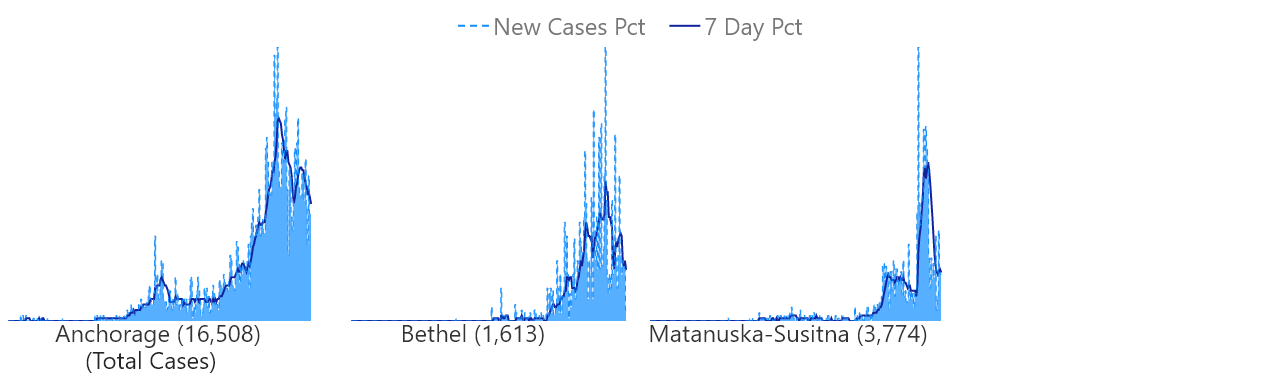 New Cases Pct 7 Day Pct
Anchorage (16,508) Bethel (1,613) Matanuska-Susitna (3,774)
(Total Cases)